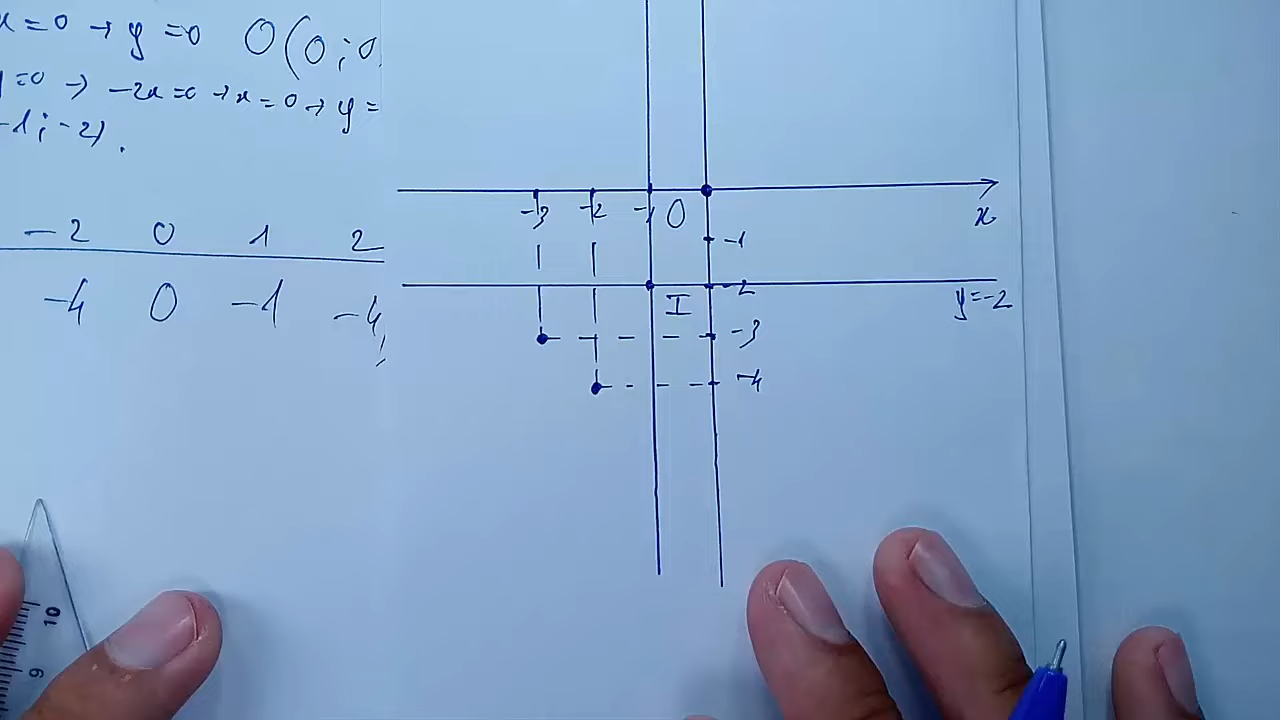 x=0 → y=0 O(0;0
y=0 → -2x=0 → x=0 → y=
-1;-2).
-2 0 1 2
-4 0 -1 -4
-3 -2 -1 O x
-1
-2
I y=-2
-3
-4
10
9